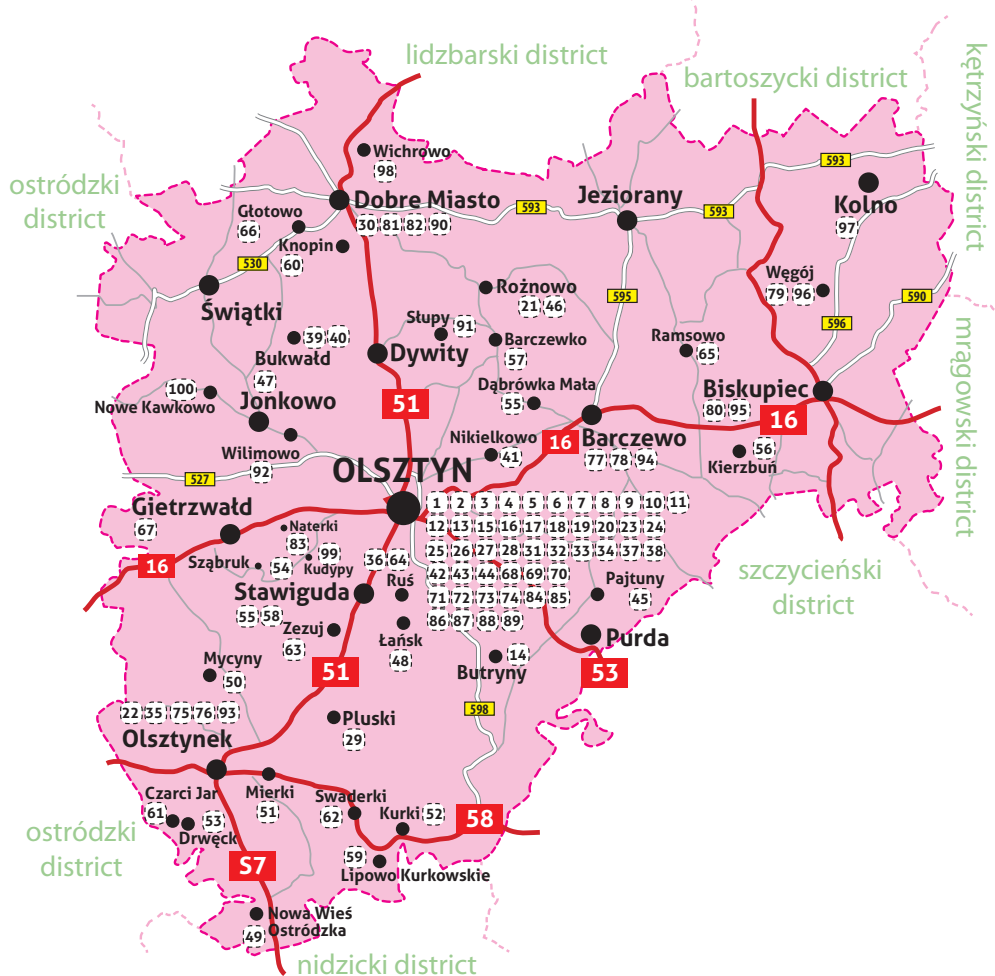 lidzbarski district
bartoszycki district
kętrzyński district
ostródzki
district
Wichrowo
98
593
Dobre Miasto
30 81 82 90
593
Jeziorany
593
Kolno
97
Głotowo
66
Knopin
60
530
Świątki
Rożnowo
21 46
595
Węgój
79 96
590
596
mrągowski district
Słupy
91
Barczewko
57
Ramsowo
65
39 40
Bukwałd
47
Dywity
Dąbrówka Mała
55
Biskupiec
80 95
16
100
Nowe Kawkowo
Jonkowo
51
Wilimowo
92
Nikielkowo
41
16
Barczewo
77 78 94
56
Kierzbuń
527
OLSZTYN
1 2 3 4 5 6 7 8 9 10 11
12 13 15 16 17 18 19 20 23 24
25 26 27 28 31 32 33 34 37 38
42 43 44 68 69 70
71 72 73 74 84 85
86 87 88 89
Gietrzwałd
67
Naterki
83
99
Kudypy
16
Sząbruk
54
36 64
Ruś
Stawiguda
55 58
Pajtuny
45
szczycieński
district
Zezuj
63
Łańsk
48
Purda
53
14
Butryny
Mycyny
50
51
598
22 35 75 76 93
Olsztynek
Pluski
29
Czarci Jar
61
53
Drwęck
Mierki
51
Swaderki
62
Kurki
52
58
ostródzki
district
S7
59
Lipowo Kurkowskie
Nowa Wieś
Ostródzka
49
nidzicki district